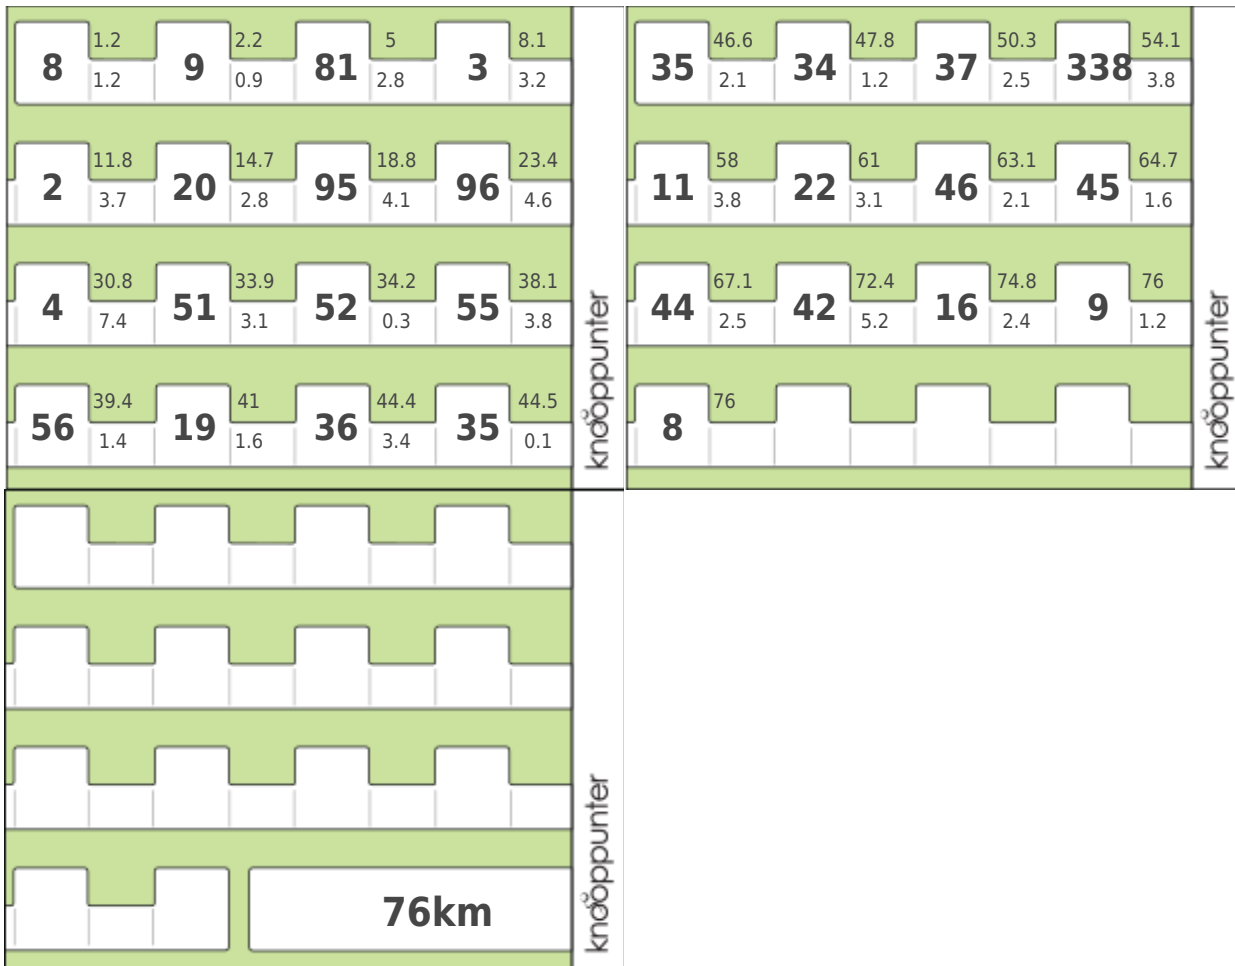 1.2 2.2 5 8.1
8 9 81 3
1.2 0.9 2.8 3.2
11.8 14.7 18.8 23.4
2 20 95 96
3.7 2.8 4.1 4.6
30.8 33.9 34.2 38.1
4 51 52 55
7.4 3.1 0.3 3.8
39.4 41 44.4 44.5
56 19 36 35
1.4 1.6 3.4 0.1
knooppunter
46.6 47.8 50.3 54.1
35 34 37 338
2.1 1.2 2.5 3.8
58 61 63.1 64.7
11 22 46 45
3.8 3.1 2.1 1.6
67.1 72.4 74.8 76
44 42 16 9
2.5 5.2 2.4 1.2
76
8
knooppunter
76km
knooppunter